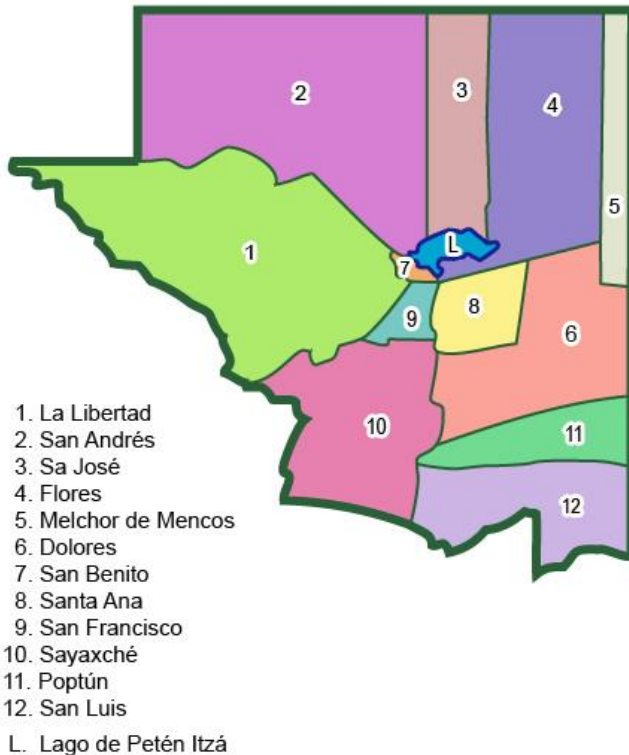 2
3
4
5
L
1
7
8
9
6
10
11
12
1. La Libertad
2. San Andrés
3. Sa José
4. Flores
5. Melchor de Mencos
6. Dolores
7. San Benito
8. Santa Ana
9. San Francisco
10. Sayaxché
11. Poptún
12. San Luis
L. Lago de Petén Itzá